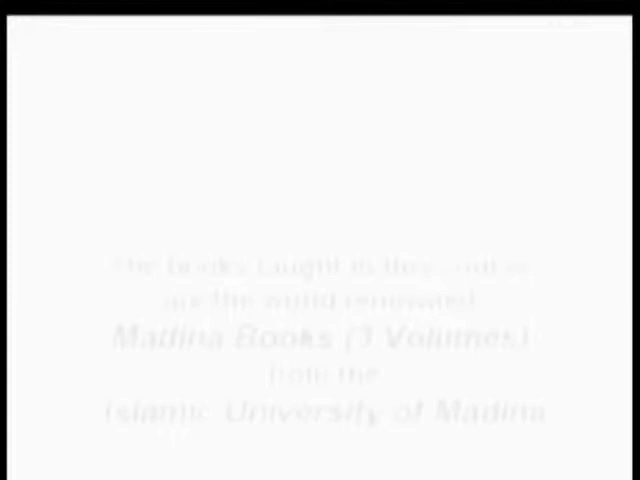 The books taught in this course
are the world renowned
Madina Books (3 Volumes)
from the
Islamic University of Madina